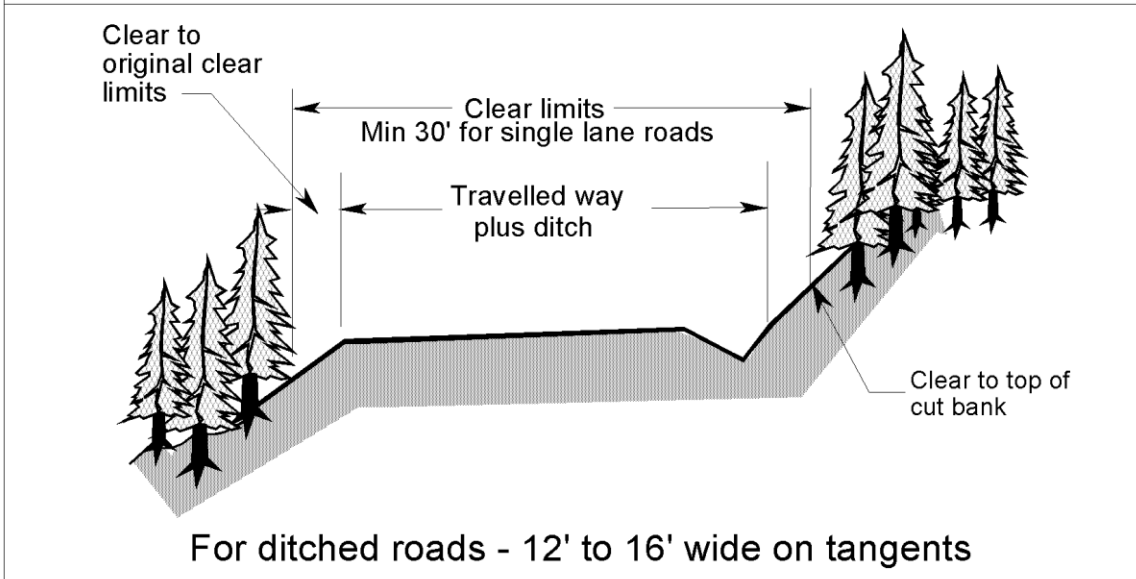 Clear to
original clear
limits
Clear limits
Min 30' for single lane roads
Travelled way
plus ditch
Clear to top of
cut bank
For ditched roads - 12' to 16' wide on tangents